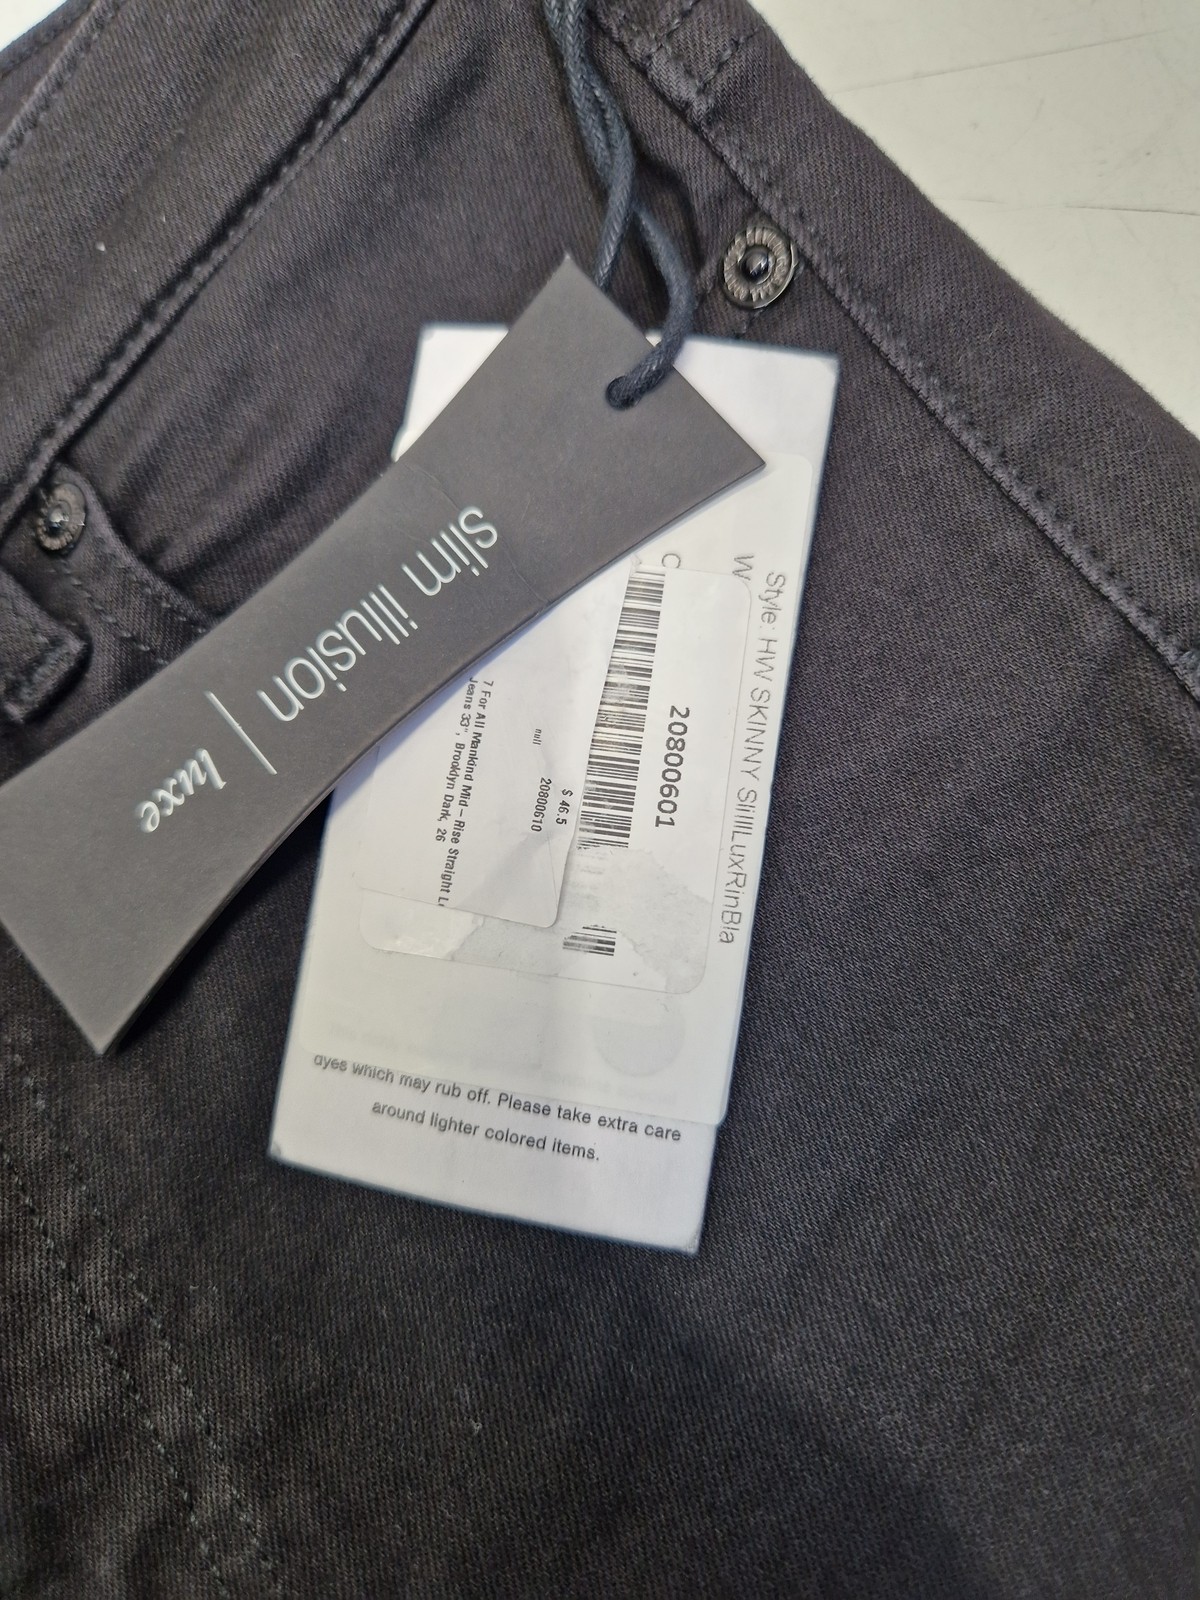 slim illusion | luxe
Style: HW SKINNY SlillLuxRinBla
W
C
20800601
$ 46.5
20800610
null
7 For All Mankind Mid-Rise Straight
Jeans 33", Brooklyn Dark, 26
dyes which may rub off. Please take extra care
around lighter colored items.